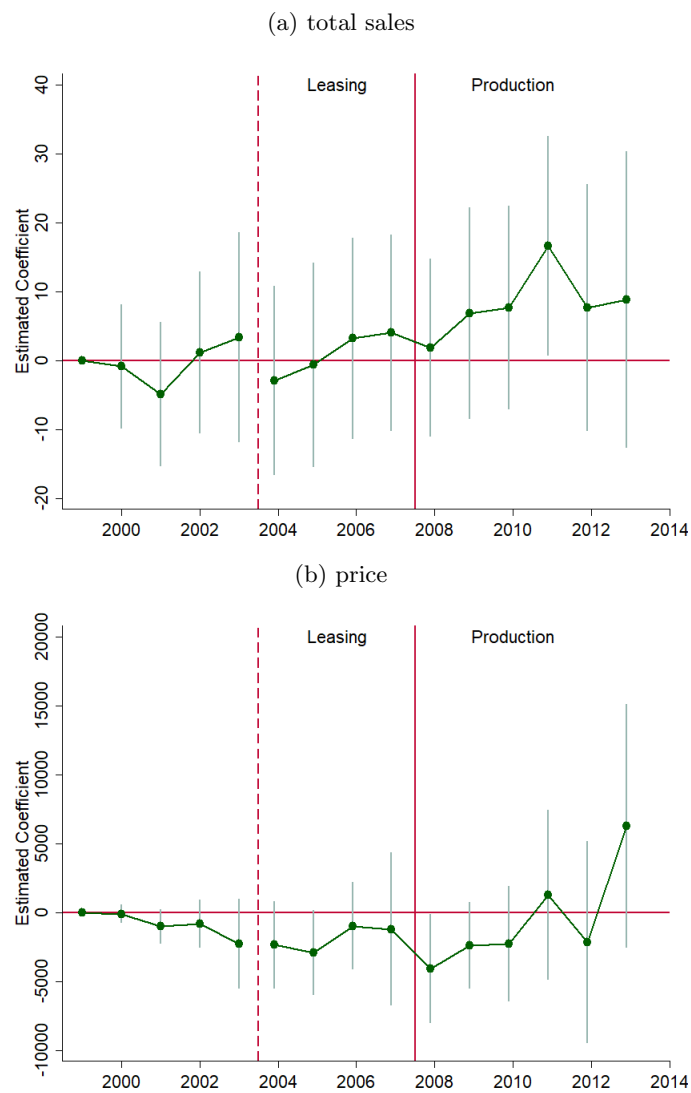 (a) total sales
Leasing Production
Estimated Coefficient
40
30
20
10
0
-10
-20
2000 2002 2004 2006 2008 2010 2012 2014
(b) price
Leasing Production
Estimated Coefficient
20000
15000
10000
5000
0
-5000
-10000
2000 2002 2004 2006 2008 2010 2012 2014